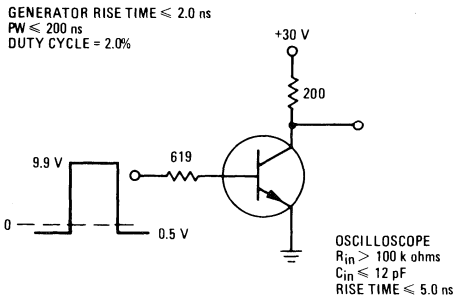 GENERATOR RISE TIME ≤ 2.0 ns
PW ≤ 200 ns
DUTY CYCLE = 2.0%
+30 V
200
619
9.9 V
0
0.5 V
OSCILLOSCOPE
Rin > 100 k ohms
Cin ≤ 12 pF
RISE TIME ≤ 5.0 ns